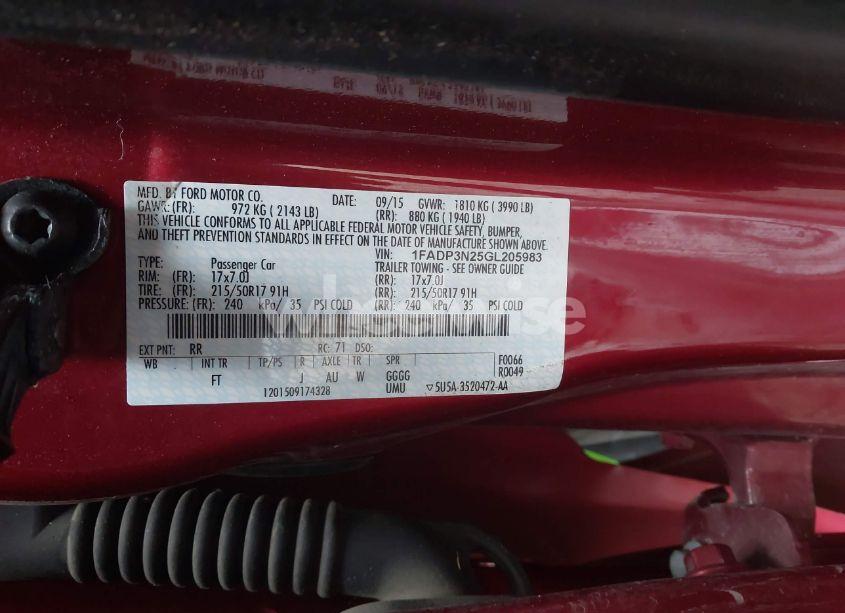 MFD. BY FORD MOTOR CO. DATE: 09/15 GVWR: 1810 KG ( 3990 LB)
GAWR: (FR): 972 KG ( 2143 LB) (RR): 880 KG ( 1940 LB)
THIS VEHICLE CONFORMS TO ALL APPLICABLE FEDERAL MOTOR VEHICLE SAFETY, BUMPER,
AND THEFT PREVENTION STANDARDS IN EFFECT ON THE DATE OF MANUFACTURE SHOWN ABOVE.
VIN: 1FADP3N25GL205983
TYPE: Passenger Car TRAILER TOWING - SEE OWNER GUIDE
RIM: (FR): 17x7.0J (RR): 17x7.0J
TIRE: (FR): 215/50R17 91H (RR): 215/50R17 91H
PRESSURE: (FR): 240 kPa/ 35 PSI COLD (RR): 240 kPa/ 35 PSI COLD
EXT PNT: RR RC: 71 DSO: F0066
WB INT TR TP/PS R AXLE TR SPR R0049
FT J AU W GGGG
1201509174328 UMU ▽5U5A-3520472-AA